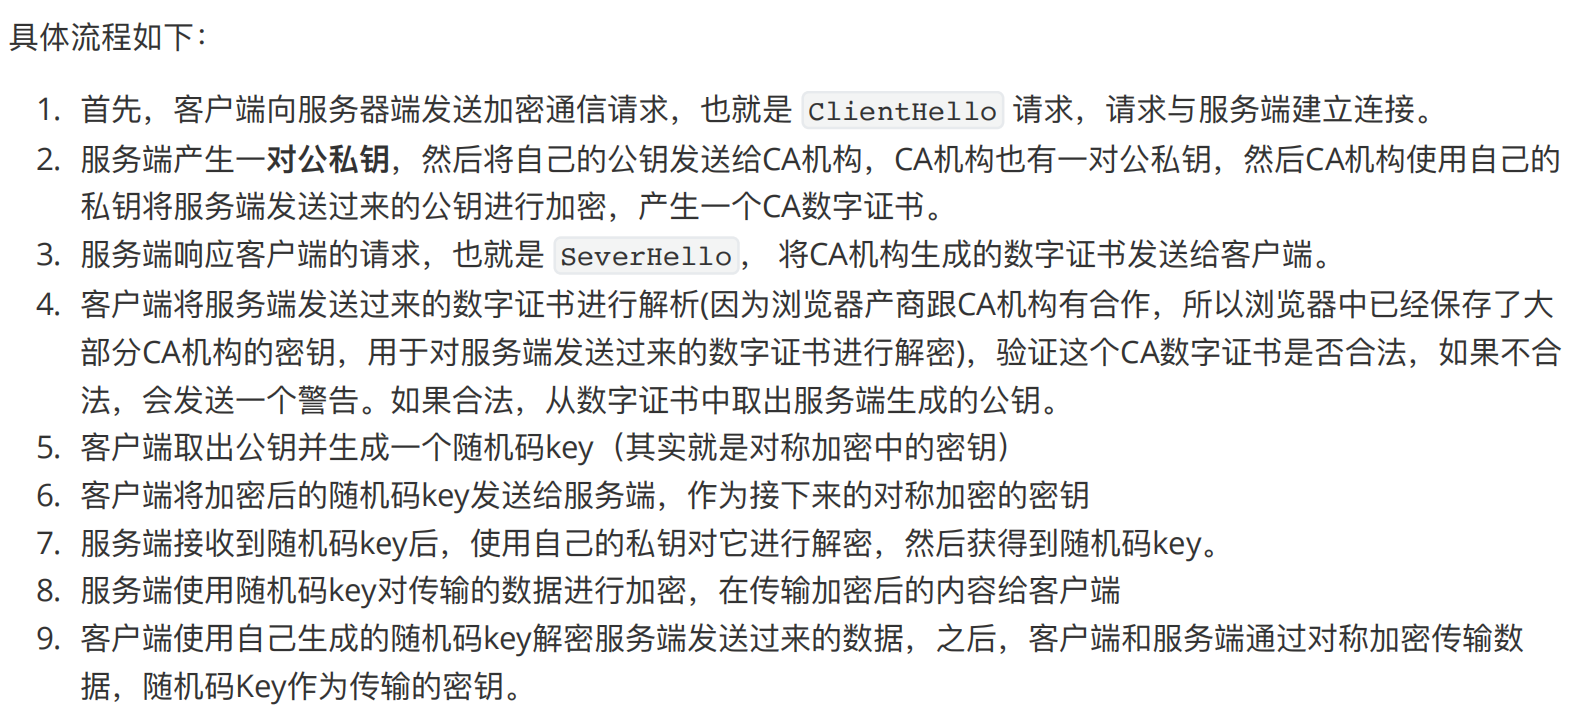 具体流程如下：
1. 首先，客户端向服务器端发送加密通信请求，也就是 ClientHello 请求，请求与服务端建立连接。
2. 服务端产生一对公私钥，然后将自己的公钥发送给CA机构，CA机构也有一对公私钥，然后CA机构使用自己的
私钥将服务端发送过来的公钥进行加密，产生一个CA数字证书。
3. 服务端响应客户端的请求，也就是 SeverHello， 将CA机构生成的数字证书发送给客户端。
4. 客户端将服务端发送过来的数字证书进行解析(因为浏览器产商跟CA机构有合作，所以浏览器中已经保存了大
部分CA机构的密钥，用于对服务端发送过来的数字证书进行解密)，验证这个CA数字证书是否合法，如果不合
法，会发送一个警告。如果合法，从数字证书中取出服务端生成的公钥。
5. 客户端取出公钥并生成一个随机码key（其实就是对称加密中的密钥）
6. 客户端将加密后的随机码key发送给服务端，作为接下来的对称加密的密钥
7. 服务端接收到随机码key后，使用自己的私钥对它进行解密，然后获得到随机码key。
8. 服务端使用随机码key对传输的数据进行加密，在传输加密后的内容给客户端
9. 客户端使用自己生成的随机码key解密服务端发送过来的数据，之后，客户端和服务端通过对称加密传输数
据，随机码Key作为传输的密钥。